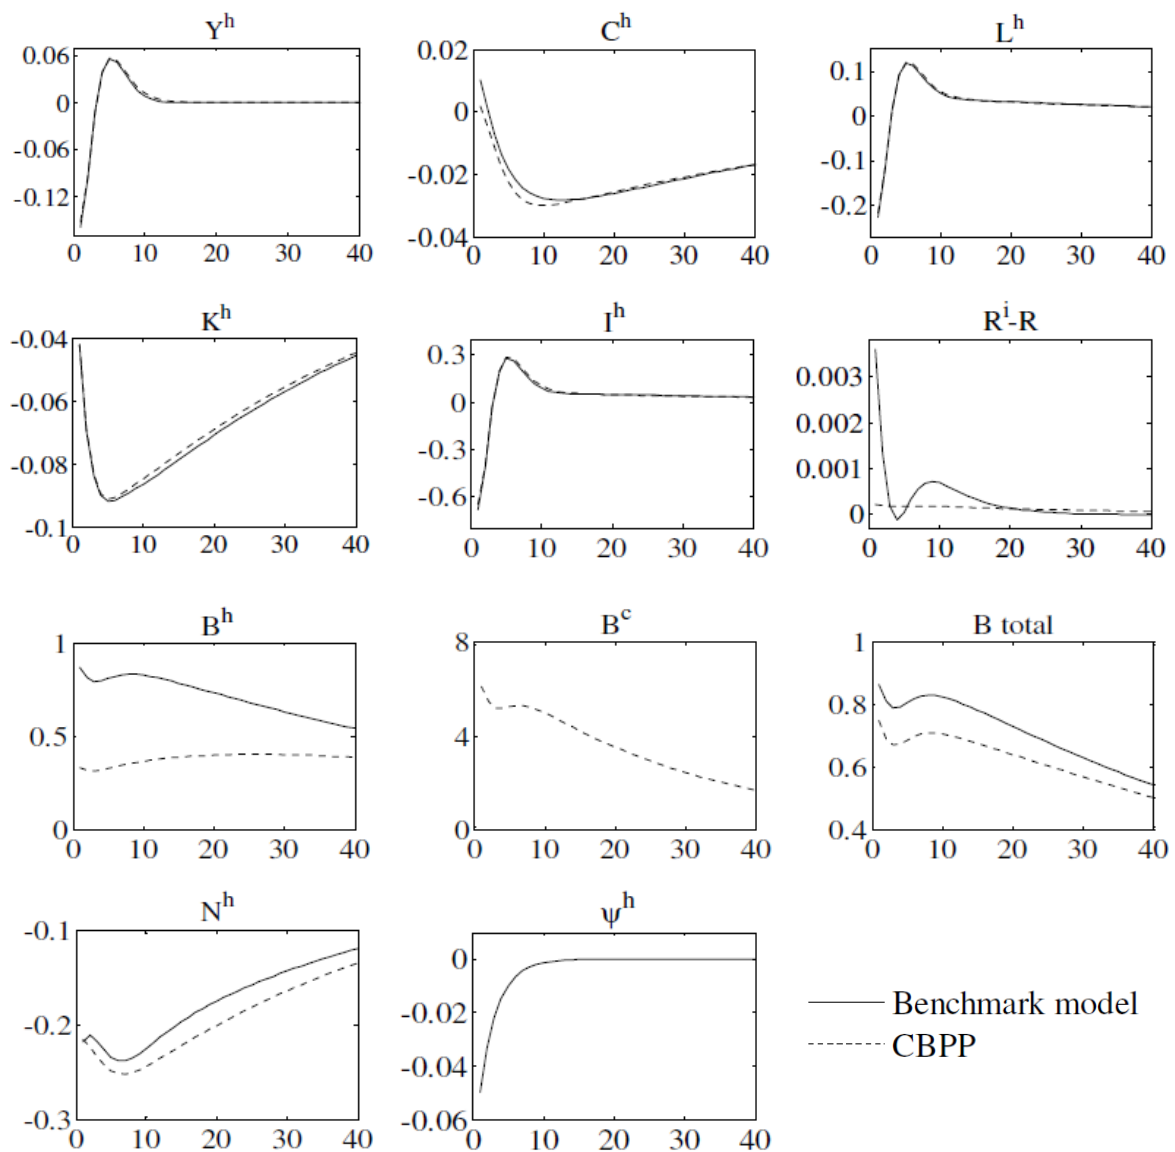 Y^h
0.06
0
-0.06
-0.12
0 10 20 30 40
C^h
0.02
0
-0.02
-0.04
0 10 20 30 40
L^h
0.1
0
-0.1
-0.2
0 10 20 30 40
K^h
-0.04
-0.06
-0.08
-0.1
0 10 20 30 40
I^h
0.3
0
-0.3
-0.6
0 10 20 30 40
R^i-R
0.003
0.002
0.001
0
0 10 20 30 40
B^h
1
0.5
0
0 10 20 30 40
B^c
8
4
0
0 10 20 30 40
B total
1
0.8
0.6
0.4
0 10 20 30 40
N^h
-0.1
-0.2
-0.3
0 10 20 30 40
ψ^h
0
-0.02
-0.04
-0.06
0 10 20 30 40
Benchmark model
CBPP